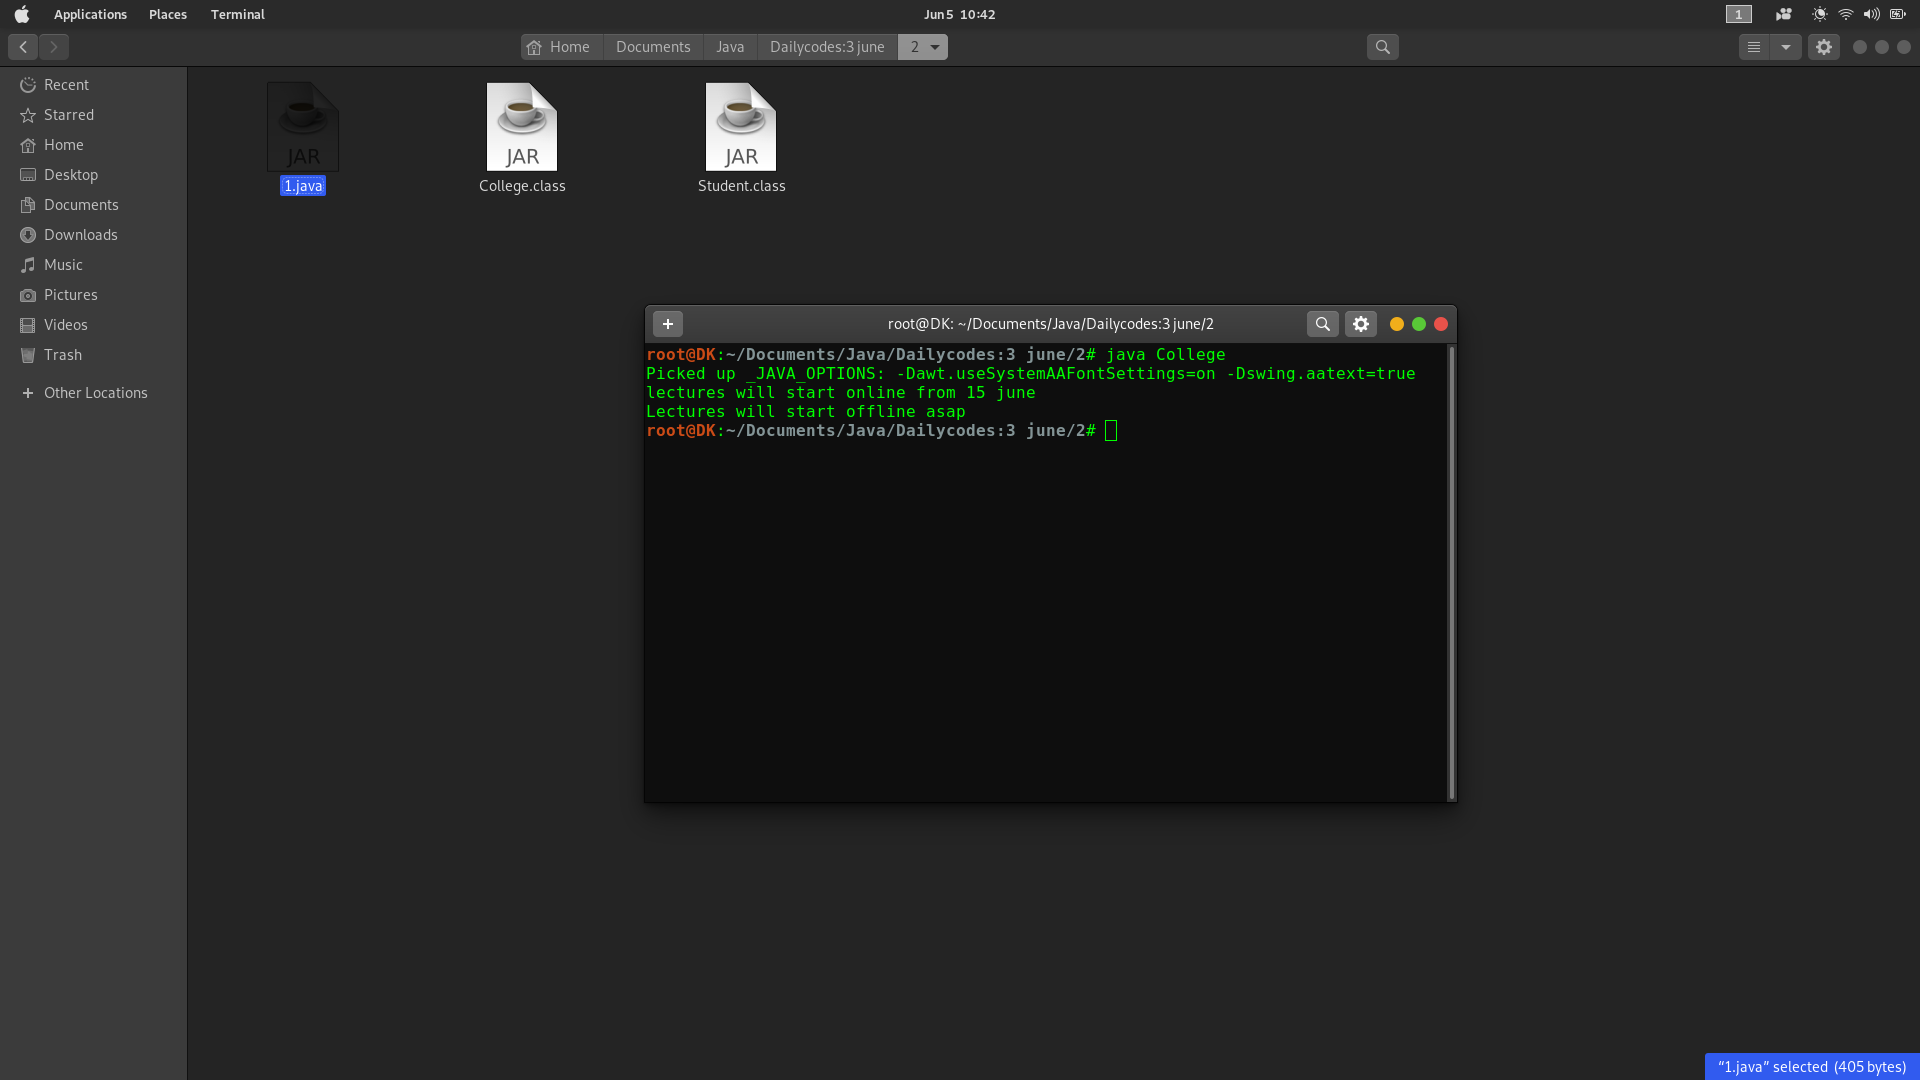 Applications Places Terminal Jun 5 10:42 1
Home Documents Java Dailycodes:3 june 2
Recent
Starred
Home
Desktop
Documents
Downloads
Music
Pictures
Videos
Trash
Other Locations
JAR JAR JAR
1.java College.class Student.class
root@DK: ~/Documents/Java/Dailycodes:3 june/2
root@DK:~/Documents/Java/Dailycodes:3 june/2# java College
Picked up _JAVA_OPTIONS: -Dawt.useSystemAAFontSettings=on -Dswing.aatext=true
lectures will start online from 15 june
Lectures will start offline asap
root@DK:~/Documents/Java/Dailycodes:3 june/2#
“1.java” selected (405 bytes)